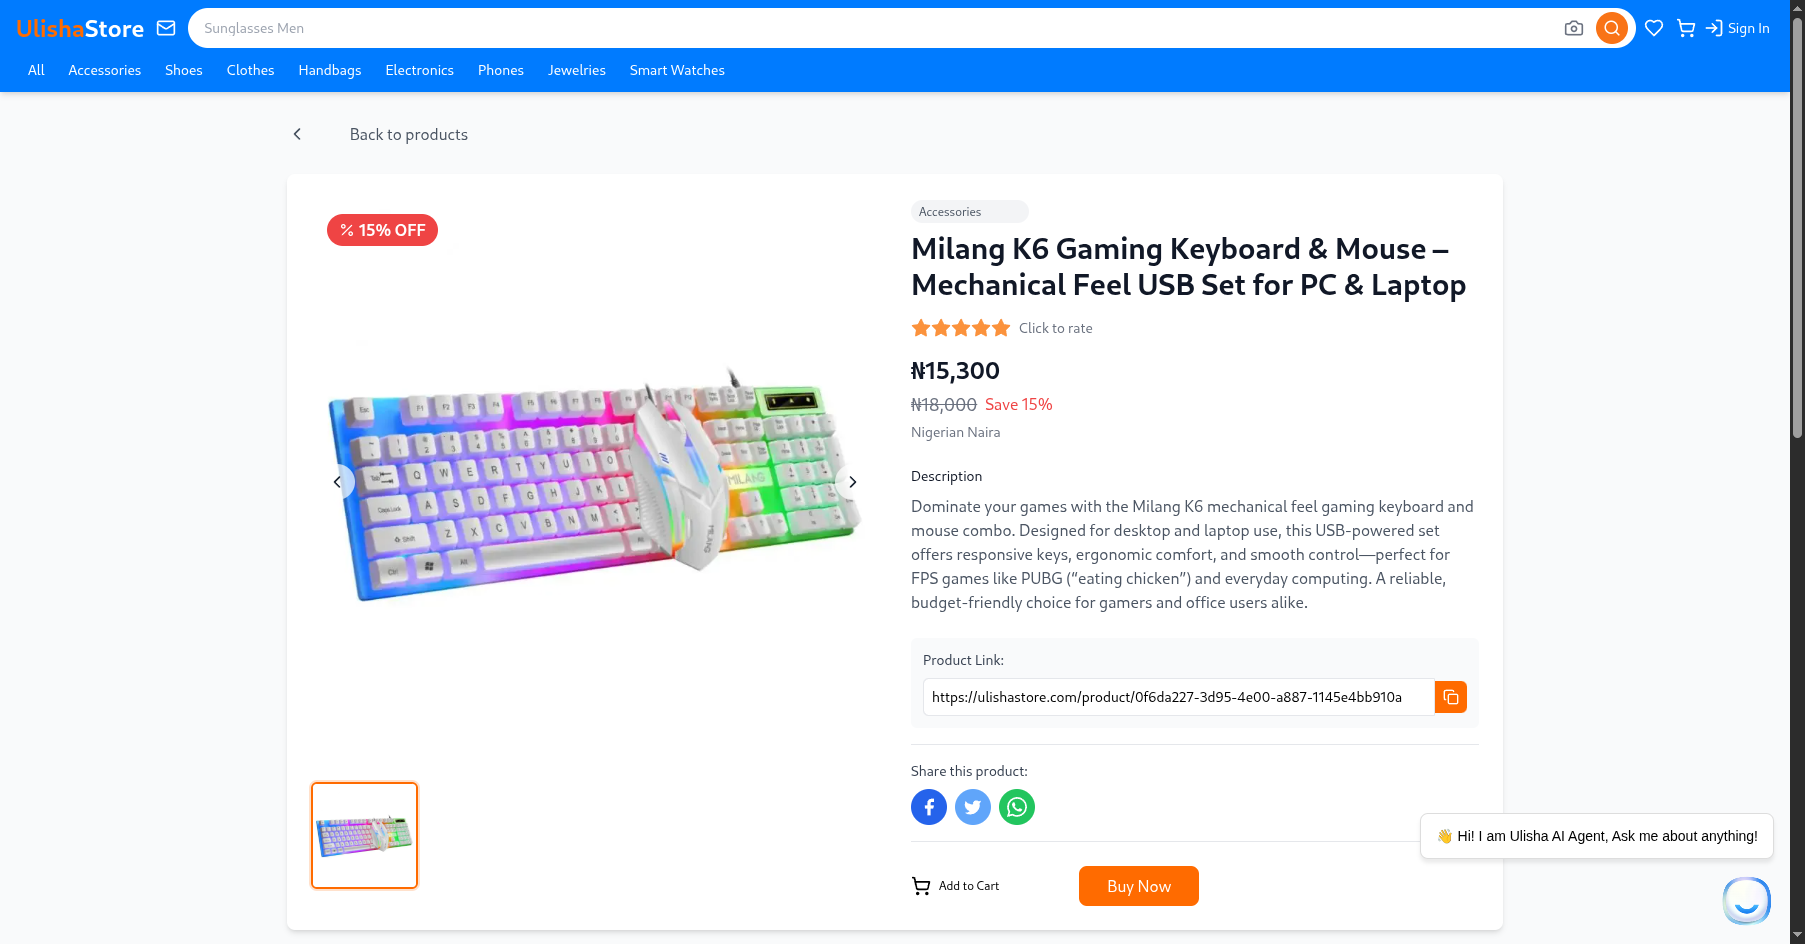 UlishaStore
Sunglasses Men
Sign In
All Accessories Shoes Clothes Handbags Electronics Phones Jewelries Smart Watches
Back to products
% 15% OFF
Accessories
Milang K6 Gaming Keyboard & Mouse –
Mechanical Feel USB Set for PC & Laptop
Click to rate
₦15,300
₦18,000 Save 15%
Nigerian Naira
Description
Dominate your games with the Milang K6 mechanical feel gaming keyboard and
mouse combo. Designed for desktop and laptop use, this USB-powered set
offers responsive keys, ergonomic comfort, and smooth control—perfect for
FPS games like PUBG (“eating chicken”) and everyday computing. A reliable,
budget-friendly choice for gamers and office users alike.
Product Link:
https://ulishastore.com/product/0f6da227-3d95-4e00-a887-1145e4bb910a
Share this product:
👋 Hi! I am Ulisha AI Agent, Ask me about anything!
Add to Cart
Buy Now
MILANG
MILANG